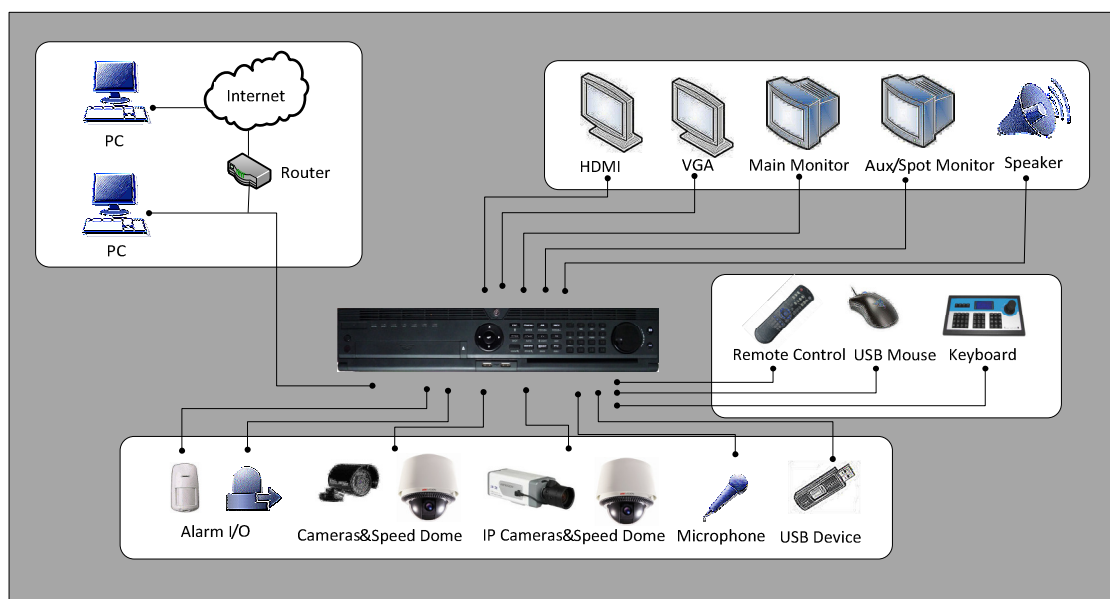 Internet
PC
Router
PC
HDMI
VGA
Main Monitor
Aux/Spot Monitor
Speaker
Remote Control
USB Mouse
Keyboard
Alarm I/O
Cameras&Speed Dome
IP Cameras&Speed Dome
Microphone
USB Device